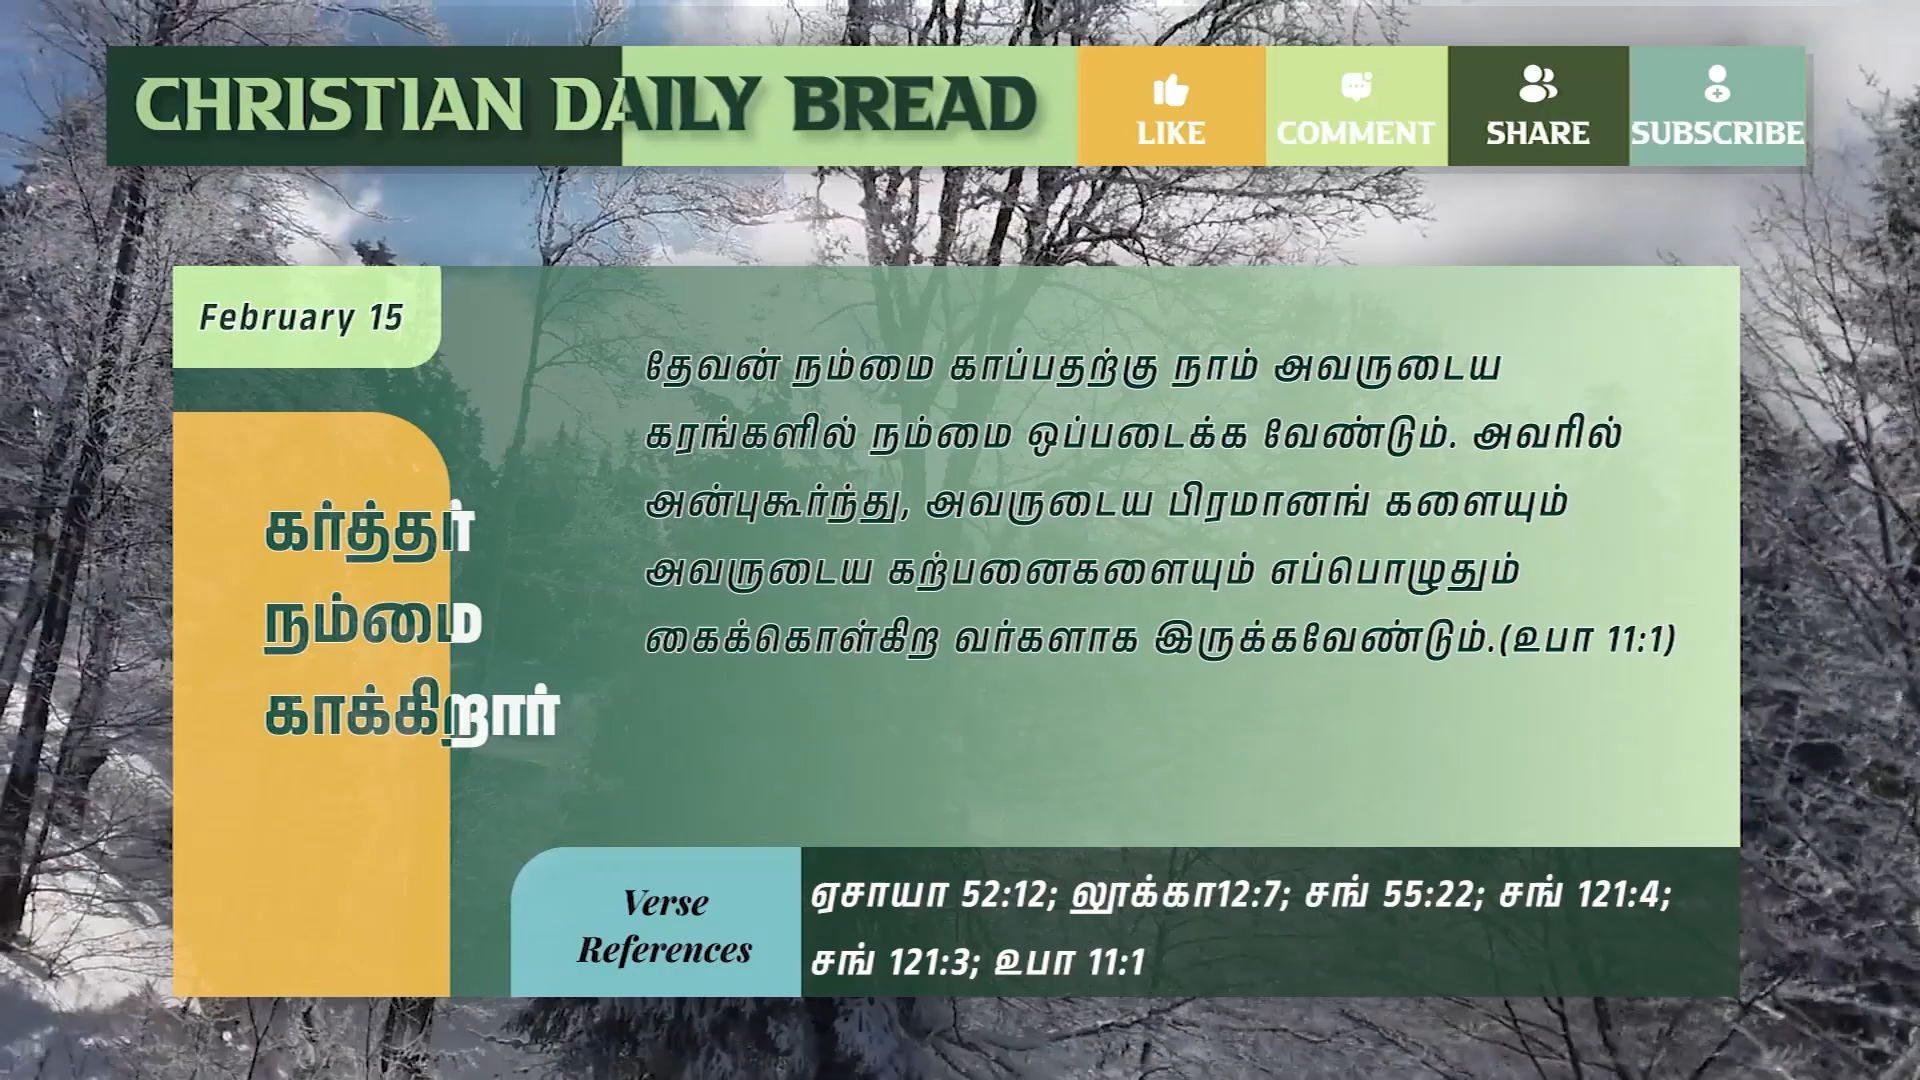 CHRISTIAN DAILY BREAD
LIKE
COMMENT
SHARE
SUBSCRIBE
February 15
கர்த்தர்
நம்மை
காக்கிறார்
தேவன் நம்மை காப்பதற்கு நாம் அவருடைய
கரங்களில் நம்மை ஒப்படைக்க வேண்டும். அவரில்
அன்புகூர்ந்து, அவருடைய பிரமானங் களையும்
அவருடைய கற்பனைகளையும் எப்பொழுதும்
கைக்கொள்கிற வர்களாக இருக்கவேண்டும்.(உபா 11:1)
Verse
References
ஏசாயா 52:12; லூக்கா12:7; சங் 55:22; சங் 121:4;
சங் 121:3; உபா 11:1